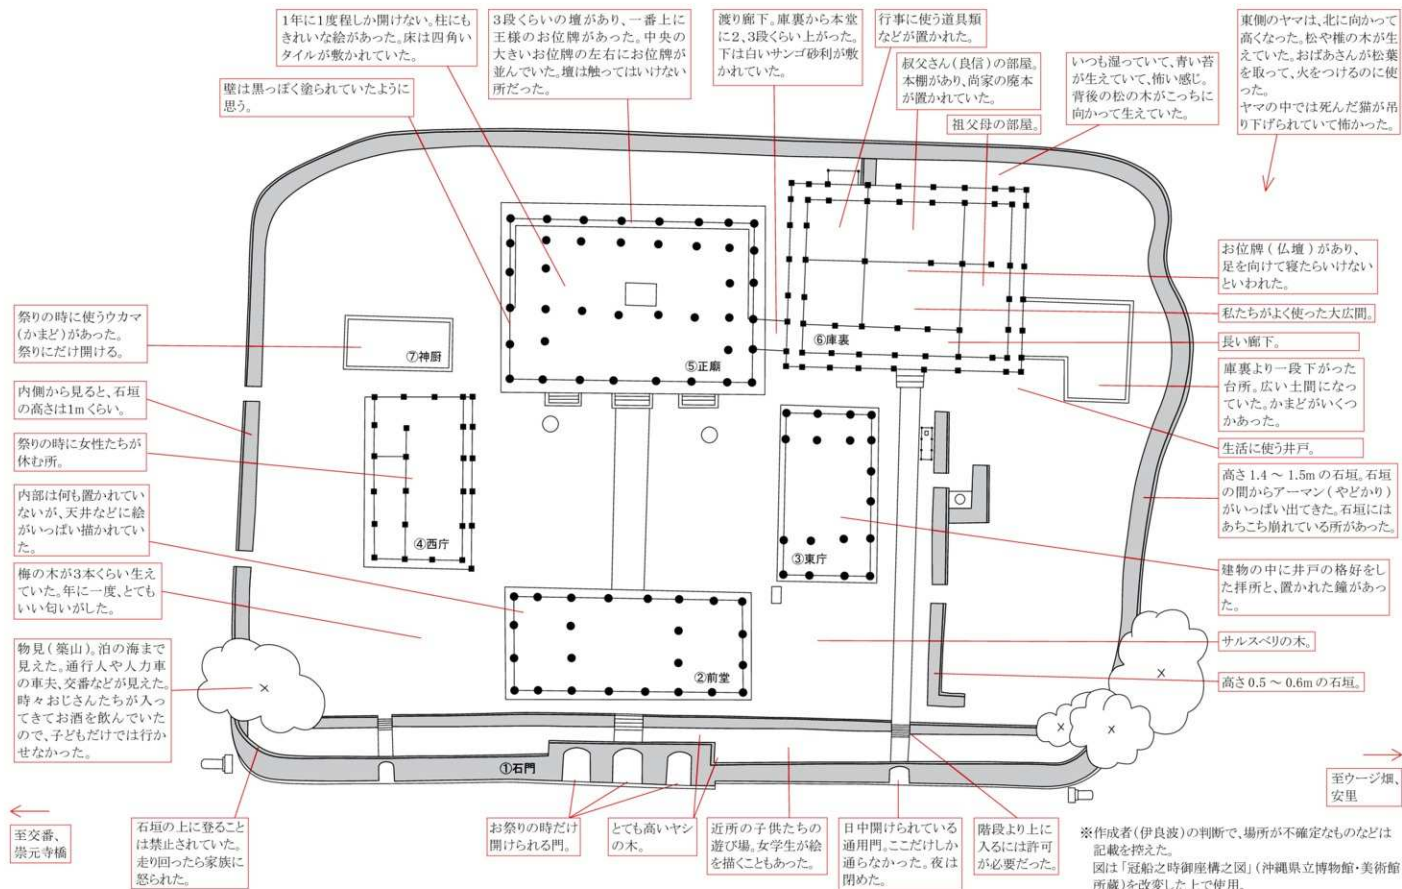 1年に1度程しか開けない。柱にも
きれいな絵があった。床は四角い
タイルが敷かれていた。
3段くらいの壇があり、一番上に
王様のお位牌があった。中央の
大きいお位牌の左右にお位牌が
並んでいた。壇は触ってはいけない
所だった。
渡り廊下。庫裏から本堂
に2、3段くらい上がった。
下は白いサンゴ砂利が敷
かれていた。
行事に使う道具類
などが置かれた。
叔父さん(良信)の部屋。
本棚があり、尚家の廃本
が置かれていた。
祖父母の部屋。
いつも湿っていて、青い苔
が生えていて、怖い感じ。
背後の松の木がこっちに
向かって生えていた。
東側のヤマは、北に向かって
高くなった。松や椎の木が生
えていた。おばあさんが松葉
を取って、火をつけるのに使
った。
ヤマの中では死んだ猫が吊
り下げられていて怖かった。
壁は黒っぽく塗られていたように
思う。
お位牌(仏壇)があり、
足を向けて寝たらいけない
といわれた。
私たちがよく使った大広間。
長い廊下。
庫裏より一段下がった
台所。広い土間になっ
ていた。かまどがいくつ
かあった。
生活に使う井戸。
高さ1.4～1.5mの石垣。石垣
の間からアーマン(やどかり)
がいっぱい出てきた。石垣には
あちこち崩れている所があった。
建物の中に井戸の格好をし
た拝所と、置かれた鐘があっ
た。
サルスベリの木。
高さ0.5～0.6mの石垣。
祭りの時に使うウカマ
(かまど)があった。
祭りにだけ開ける。
内側から見ると、石垣
の高さは1mくらい。
祭りの時に女性たちが
休む所。
内部は何も置かれてい
ないが、天井などに絵
がいっぱい描かれてい
た。
梅の木が3本くらい生え
ていた。年に一度、とても
いい匂いがした。
物見(築山)。泊の海まで
見えた。通行人や人力車
の車夫、交番などが見えた。
時々おじさんたちが入っ
てきてお酒を飲んでいた
ので、子どもだけでは行か
せなかった。
⑦神厨
⑤正廟
⑥庫裏
④西庁
③東庁
②前堂
①石門
至交番、
崇元寺橋
石垣の上に登ること
は禁止されていた。
走り回ったら家族に
怒られた。
お祭りの時だけ
開けられる門。
とても高いヤシ
の木。
近所の子供たちの
遊び場。女学生が絵
を描くこともあった。
日中開けられている
通用門。ここだけしか
通らなかった。夜は
閉めた。
階段より上に
入るには許可
が必要だった。
至ウージ畑、
安里
※作成者(伊良波)の判断で、場所が不確定なものなどは
記載を控えた。
図は「冠船之時御座構之図」(沖縄県立博物館・美術館
所蔵)を改変した上で使用。